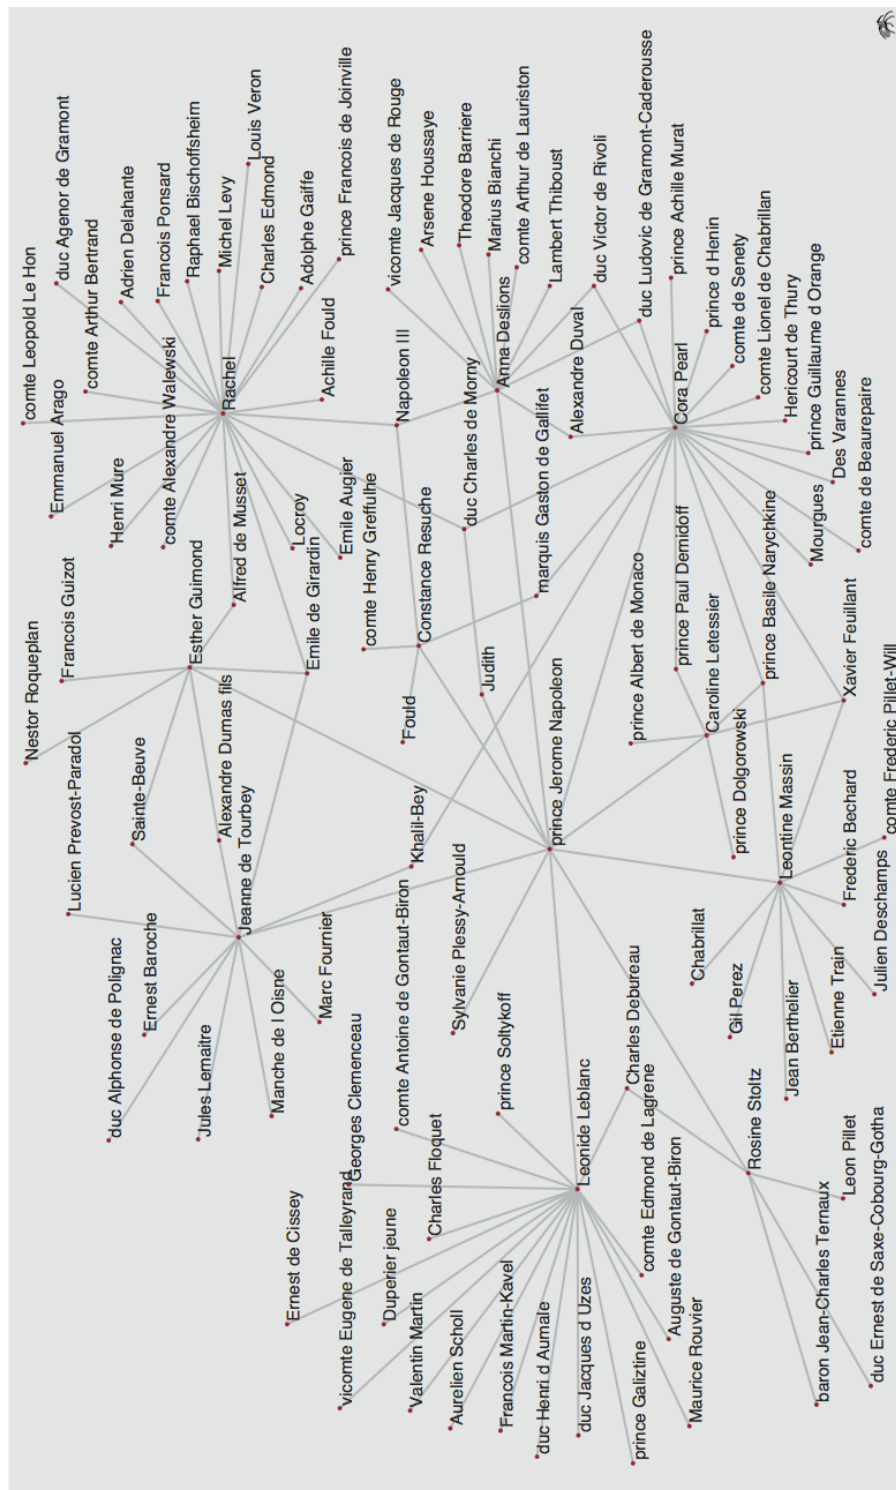 comte Leopold Le Hon
duc Agenor de Gramont
comte Arthur Bertrand
Emmanuel Arago
Adrien Delahante
Francois Ponsard
Henri Mure
Raphael Bischoffsheim
comte Alexandre Walewski
Michel Levy
Rachel
Louis Veron
Charles Edmond
Alfred de Musset
Adolphe Gaiffe
Locroy
prince Francois de Joinville
Achille Fould
Emile Augier
Nestor Roqueplan
Francois Guizot
Esther Guimond
Emile de Girardin
comte Henry Greffulhe
Napoleon III
vicomte Jacques de Rouge
Arsene Houssaye
Theodore Barriere
Marius Bianchi
comte Arthur de Lauriston
Anna Deslions
Lambert Thiboust
duc Victor de Rivoli
duc Charles de Morny
Constance Resuche
Alexandre Duval
duc Ludovic de Gramont-Caderousse
marquis Gaston de Gallifet
prince Achille Murat
Cora Pearl
prince d Henin
comte de Senety
comte Lionel de Chabrillan
Hericourt de Thury
prince Guillaume d Orange
Des Varannes
Mourgues
comte de Beaurepaire
Lucien Prevost-Paradol
Sainte-Beuve
Alexandre Dumas fils
Jeanne de Tourbey
Fould
Judith
Khalil-Bey
prince Jerome Napoleon
prince Albert de Monaco
prince Paul Demidoff
Caroline Letessier
prince Dolgorowski
prince Basile Narychkine
Xavier Feuillant
Leontine Massin
comte Frederic Pillet-Will
Frederic Bechard
Julien Deschamps
Etienne Train
Jean Berthelier
Gil Perez
Chabrillat
duc Alphonse de Polignac
Ernest Baroche
Jules Lemaitre
Manche de l Oisne
Marc Fournier
Georges Clemenceau
comte Antoine de Gontaut-Biron
Sylvanie Plessy-Arnould
prince Soltykoff
Charles Debureau
Leonide Leblanc
Charles Floquet
Ernest de Cissey
vicomte Eugene de Talleyrand
Duperier jeune
Valentin Martin
Aurelien Scholl
Francois Martin-Kavel
duc Henri d Aumale
duc Jacques d Uzes
prince Galiztine
Maurice Rouvier
Auguste de Gontaut-Biron
comte Edmond de Lagrene
Rosine Stoltz
Leon Pillet
baron Jean-Charles Ternaux
duc Ernest de Saxe-Cobourg-Gotha